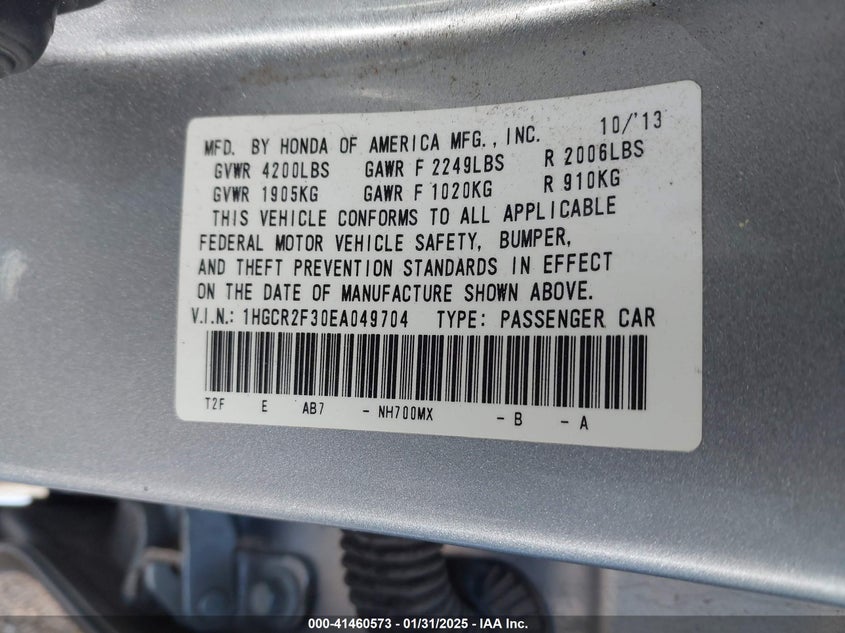 MFD. BY HONDA OF AMERICA MFG., INC. 10/'13
GVWR 4200LBS GAWR F 2249LBS R 2006LBS
GVWR 1905KG GAWR F 1020KG R 910KG
THIS VEHICLE CONFORMS TO ALL APPLICABLE
FEDERAL MOTOR VEHICLE SAFETY, BUMPER,
AND THEFT PREVENTION STANDARDS IN EFFECT
ON THE DATE OF MANUFACTURE SHOWN ABOVE.
V.I.N.: 1HGCR2F30EA049704 TYPE: PASSENGER CAR
T2F E AB7 - NH700MX - B - A
000-41460573 - 01/31/2025 - IAA Inc.